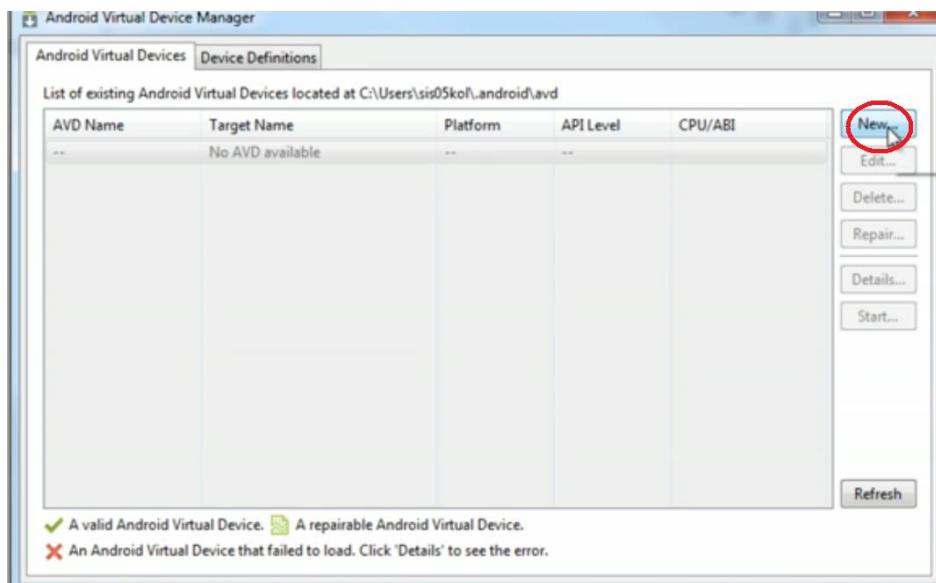 Android Virtual Device Manager
Android Virtual Devices
Device Definitions
List of existing Android Virtual Devices located at C:\Users\sis05kol\.android\avd
AVD Name Target Name Platform API Level CPU/ABI
-- No AVD available -- --
New...
Edit...
Delete...
Repair...
Details...
Start...
Refresh
A valid Android Virtual Device. A repairable Android Virtual Device.
An Android Virtual Device that failed to load. Click 'Details' to see the error.